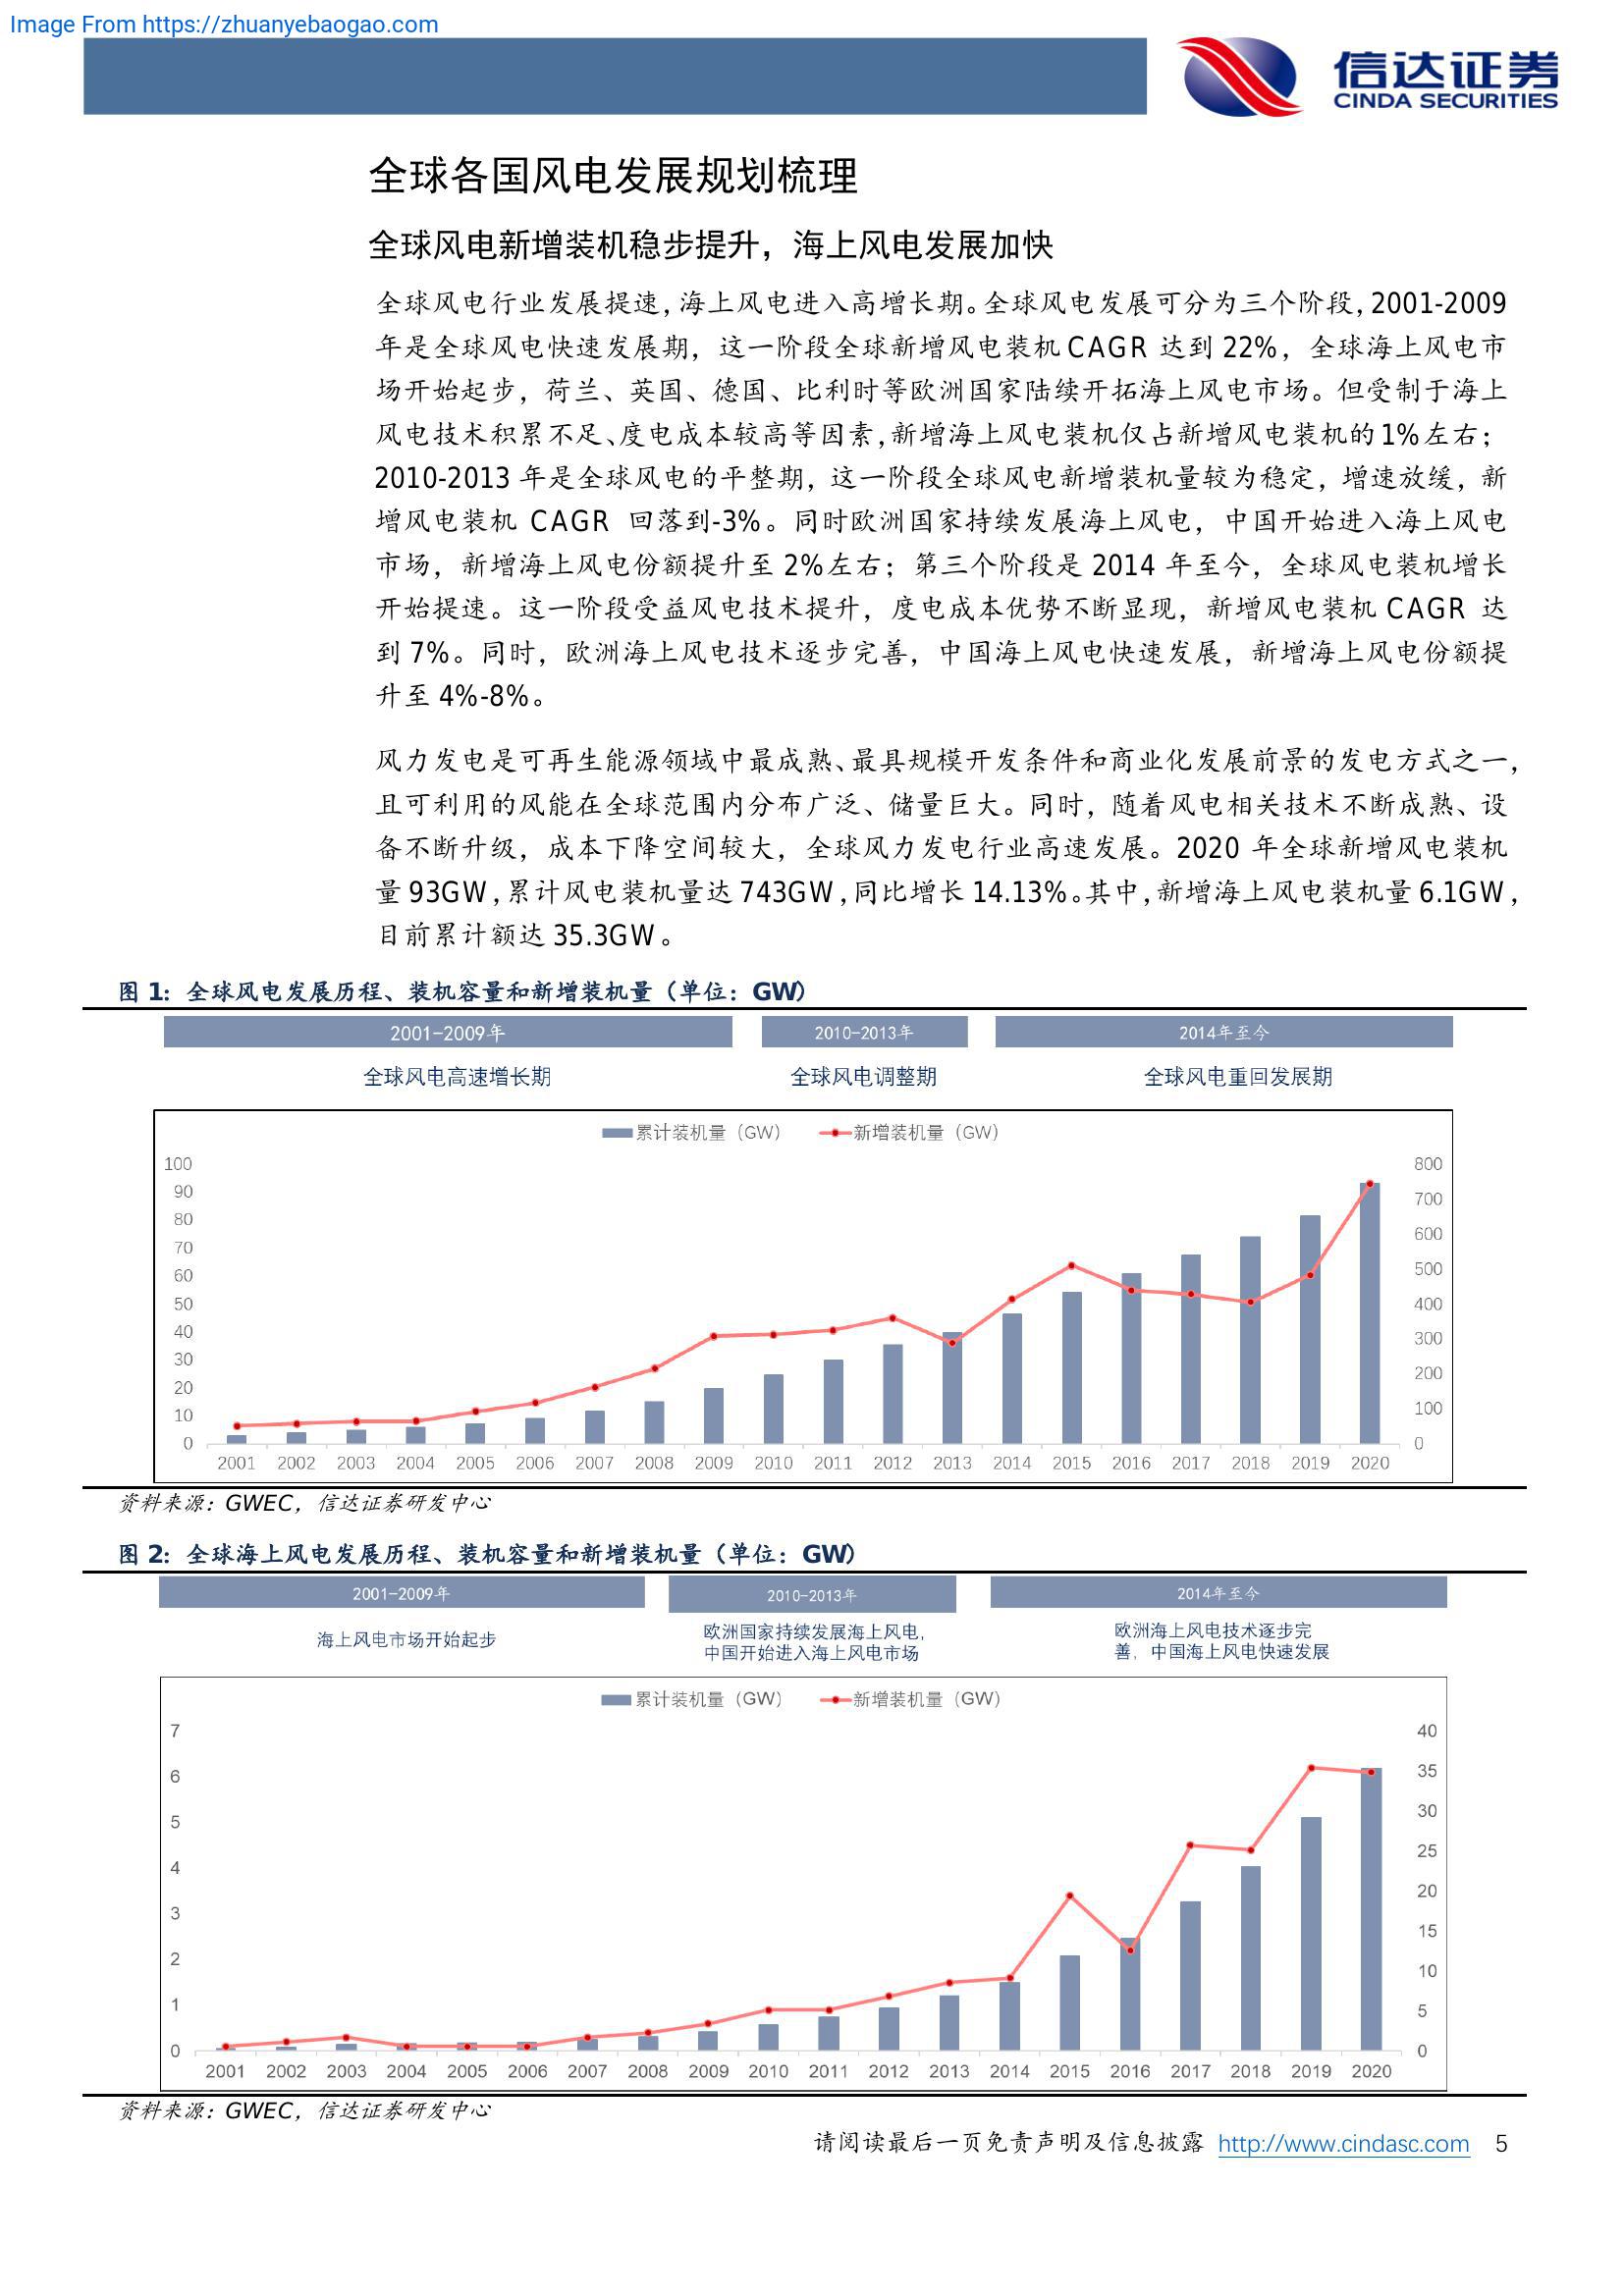 Image From https://zhuanyebaogao.com
信达证券
CINDA SECURITIES
全球各国风电发展规划梳理
全球风电新增装机稳步提升，海上风电发展加快
全球风电行业发展提速，海上风电进入高增长期。全球风电发展可分为三个阶段，2001-2009
年是全球风电快速发展期，这一阶段全球新增风电装机 CAGR 达到 22%，全球海上风电市
场开始起步，荷兰、英国、德国、比利时等欧洲国家陆续开拓海上风电市场。但受制于海上
风电技术积累不足、度电成本较高等因素，新增海上风电装机仅占新增风电装机的 1%左右；
2010-2013 年是全球风电的平整期，这一阶段全球风电新增装机量较为稳定，增速放缓，新
增风电装机 CAGR 回落到-3%。同时欧洲国家持续发展海上风电，中国开始进入海上风电
市场，新增海上风电份额提升至 2%左右；第三个阶段是 2014 年至今，全球风电装机增长
开始提速。这一阶段受益风电技术提升，度电成本优势不断显现，新增风电装机 CAGR 达
到 7%。同时，欧洲海上风电技术逐步完善，中国海上风电快速发展，新增海上风电份额提
升至 4%-8%。
风力发电是可再生能源领域中最成熟、最具规模开发条件和商业化发展前景的发电方式之一，
且可利用的风能在全球范围内分布广泛、储量巨大。同时，随着风电相关技术不断成熟、设
备不断升级，成本下降空间较大，全球风力发电行业高速发展。2020 年全球新增风电装机
量 93GW，累计风电装机量达 743GW，同比增长 14.13%。其中，新增海上风电装机量 6.1GW，
目前累计额达 35.3GW。
图 1：全球风电发展历程、装机容量和新增装机量（单位：GW）
2001-2009年 2010-2013年 2014年至今
全球风电高速增长期 全球风电调整期 全球风电重回发展期
累计装机量（GW） 新增装机量（GW）
100 800
90 700
80 600
70 500
60 400
50 300
40 200
30 100
20 0
10
0
2001 2002 2003 2004 2005 2006 2007 2008 2009 2010 2011 2012 2013 2014 2015 2016 2017 2018 2019 2020
资料来源：GWEC，信达证券研发中心
图 2：全球海上风电发展历程、装机容量和新增装机量（单位：GW）
2001-2009年 2010-2013年 2014年至今
海上风电市场开始起步
欧洲国家持续发展海上风电，
中国开始进入海上风电市场
欧洲海上风电技术逐步完
善，中国海上风电快速发展
累计装机量（GW） 新增装机量（GW）
7 40
6 35
5 30
4 25
3 20
2 15
1 10
0 5
0
2001 2002 2003 2004 2005 2006 2007 2008 2009 2010 2011 2012 2013 2014 2015 2016 2017 2018 2019 2020
资料来源：GWEC，信达证券研发中心
请阅读最后一页免责声明及信息披露 http://www.cindasc.com 5